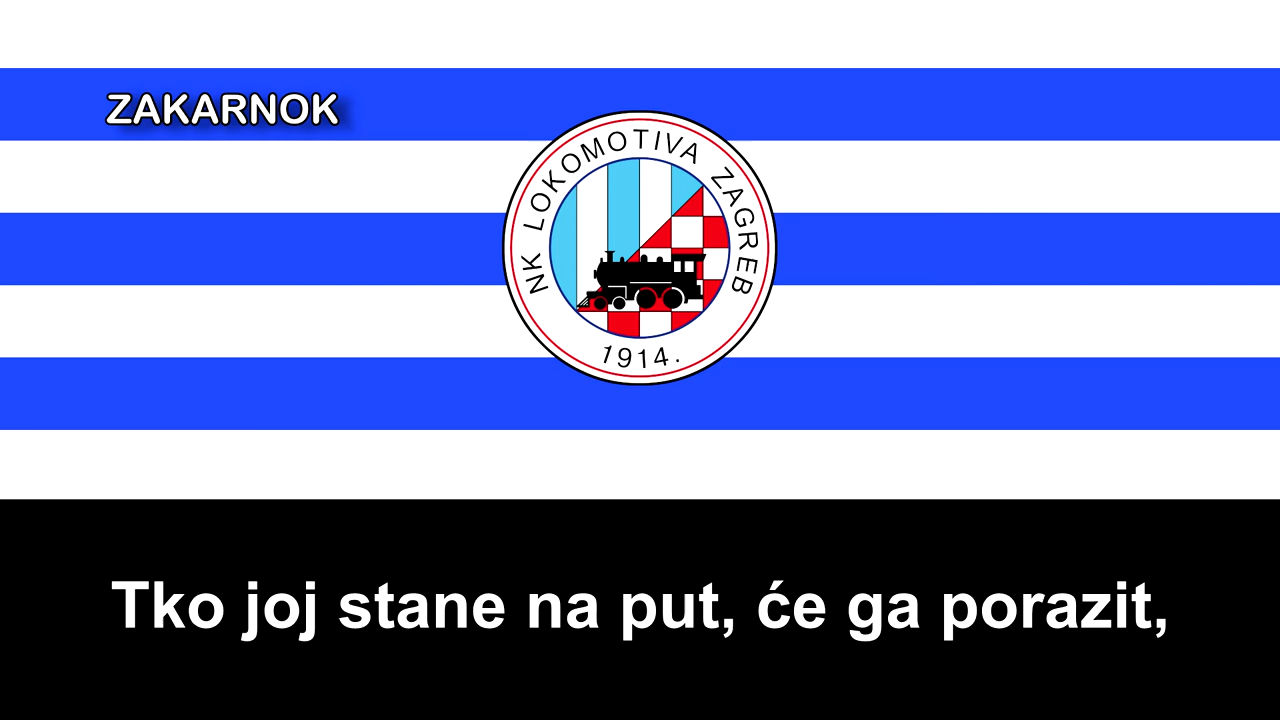 ZAKARNOK
NK LOKOMOTIVA ZAGREB
1914.
Tko joj stane na put, će ga porazit,